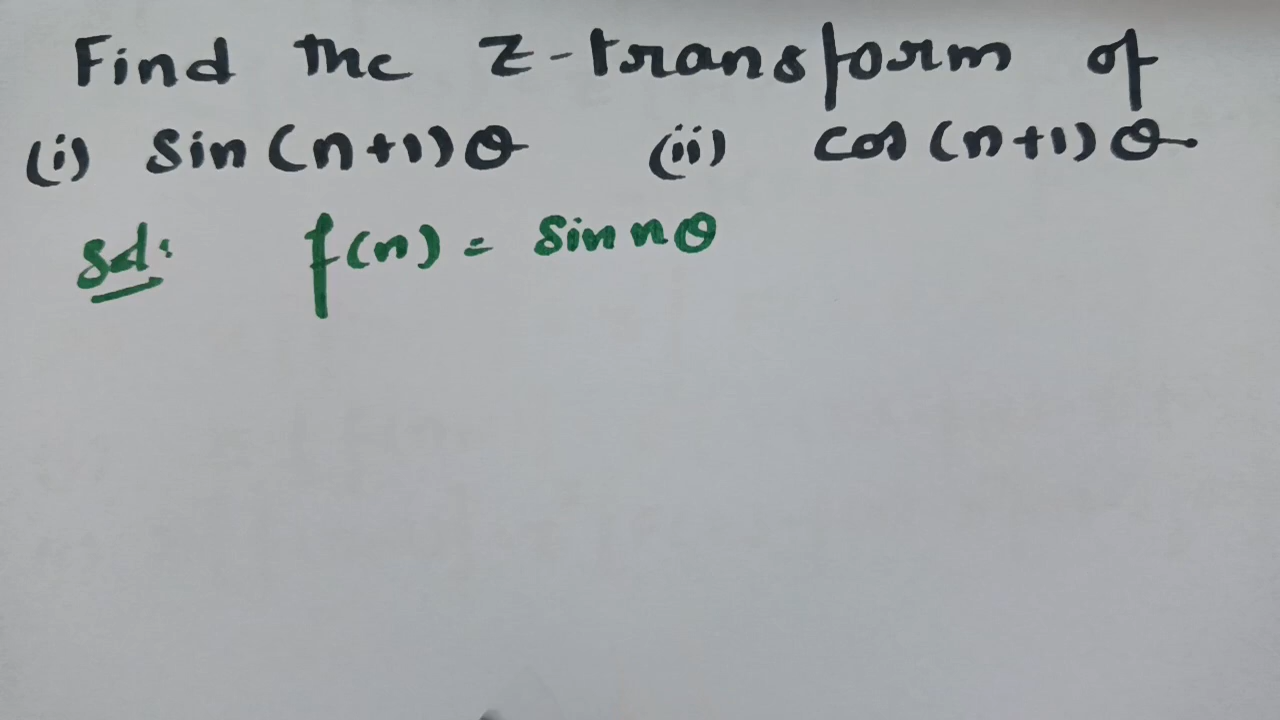 Find the Z-transform of
(i) Sin(n+1)θ (ii) cos(n+1)θ.
Sol: f(n) = Sin nθ